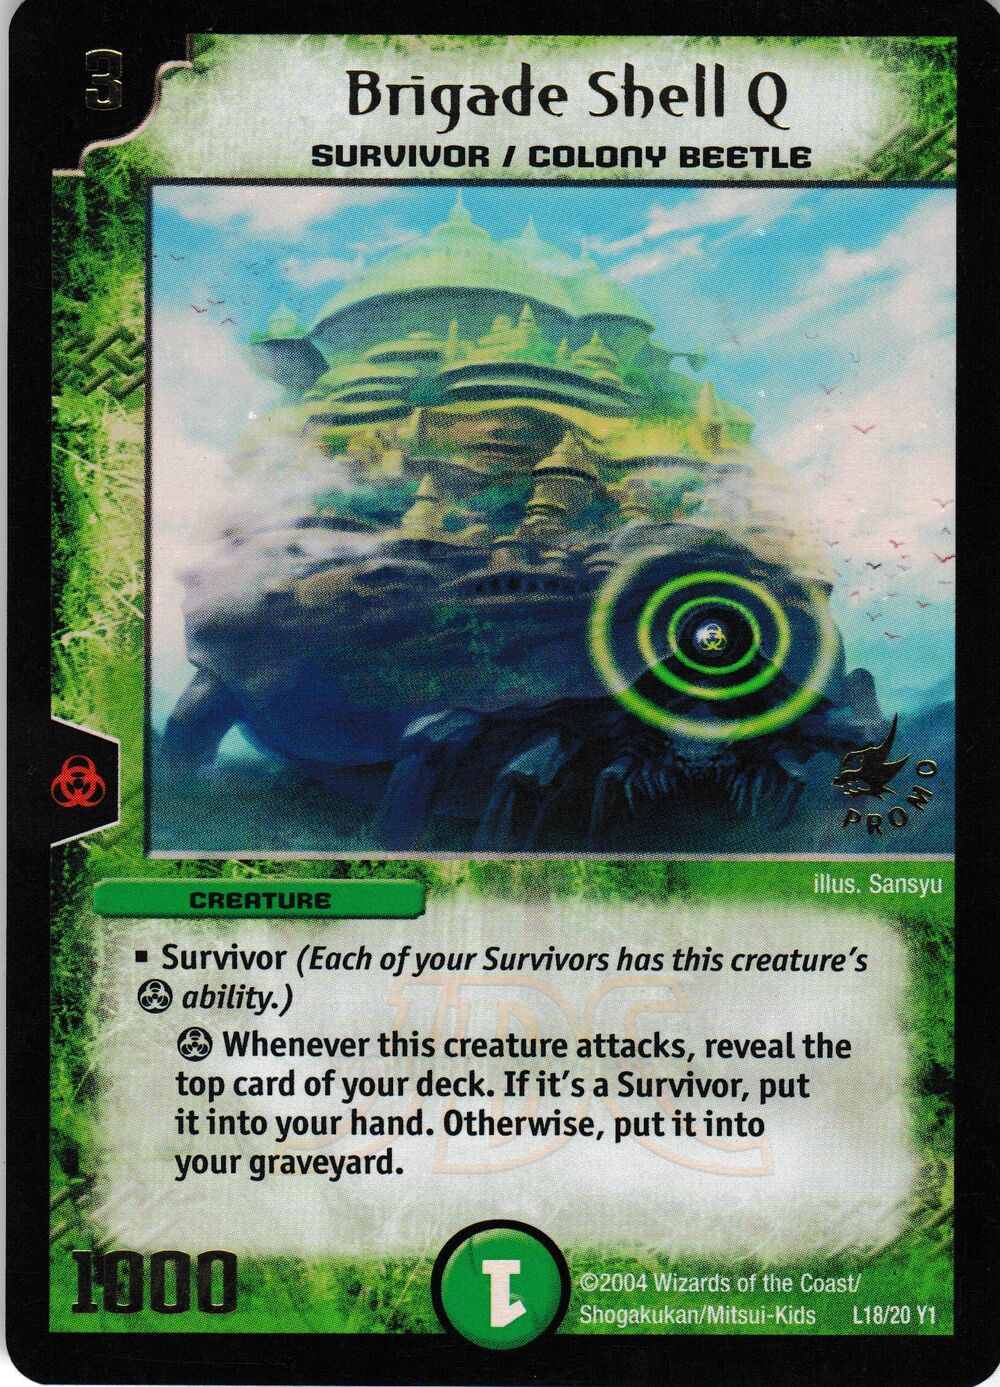 3
Brigade Shell Q
SURVIVOR / COLONY BEETLE
PROMO
illus. Sansyu
CREATURE
▪ Survivor (Each of your Survivors has this creature's
ability.)
Whenever this creature attacks, reveal the
top card of your deck. If it's a Survivor, put
it into your hand. Otherwise, put it into
your graveyard.
1000
1
©2004 Wizards of the Coast/
Shogakukan/Mitsui-Kids L18/20 Y1